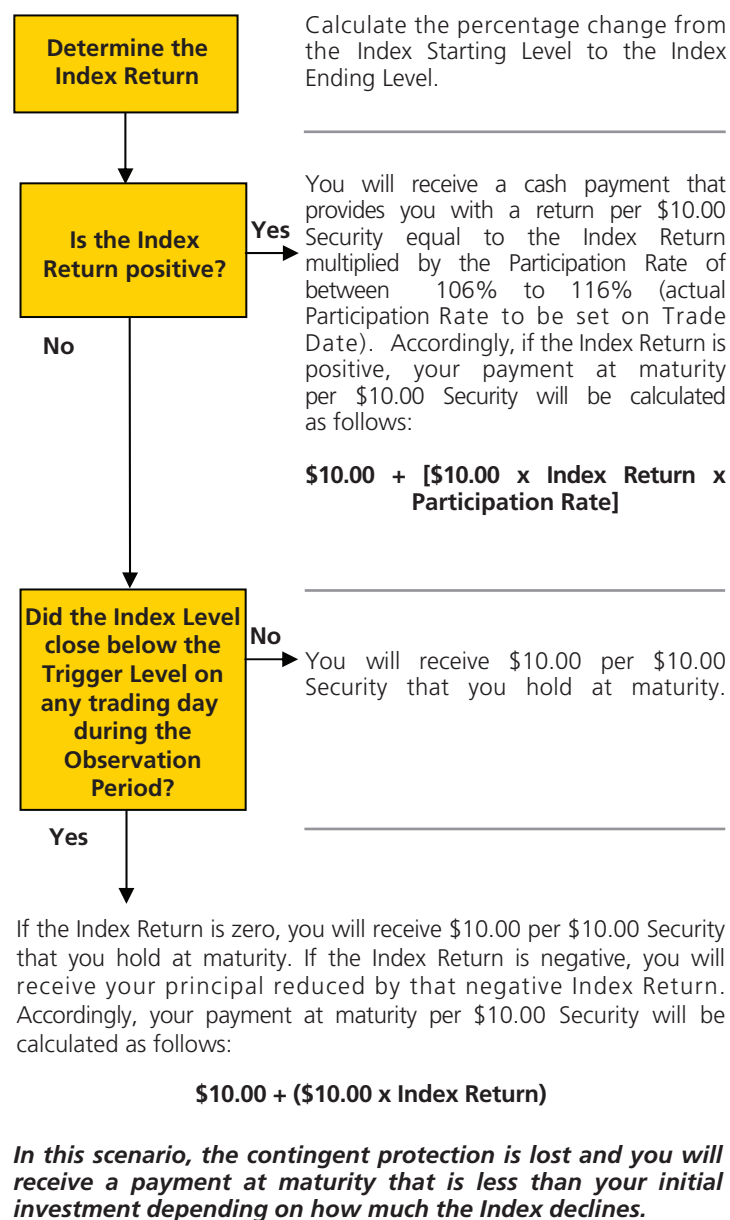 Determine the
Index Return
Calculate the percentage change from
the Index Starting Level to the Index
Ending Level.
Is the Index
Return positive?
Yes
No
You will receive a cash payment that
provides you with a return per $10.00
Security equal to the Index Return
multiplied by the Participation Rate of
between 106% to 116% (actual
Participation Rate to be set on Trade
Date). Accordingly, if the Index Return is
positive, your payment at maturity
per $10.00 Security will be calculated
as follows:
$10.00 + [$10.00 x Index Return x
Participation Rate]
Did the Index Level
close below the
Trigger Level on
any trading day
during the
Observation
Period?
No
Yes
You will receive $10.00 per $10.00
Security that you hold at maturity.
If the Index Return is zero, you will receive $10.00 per $10.00 Security
that you hold at maturity. If the Index Return is negative, you will
receive your principal reduced by that negative Index Return.
Accordingly, your payment at maturity per $10.00 Security will be
calculated as follows:
$10.00 + ($10.00 x Index Return)
In this scenario, the contingent protection is lost and you will
receive a payment at maturity that is less than your initial
investment depending on how much the Index declines.